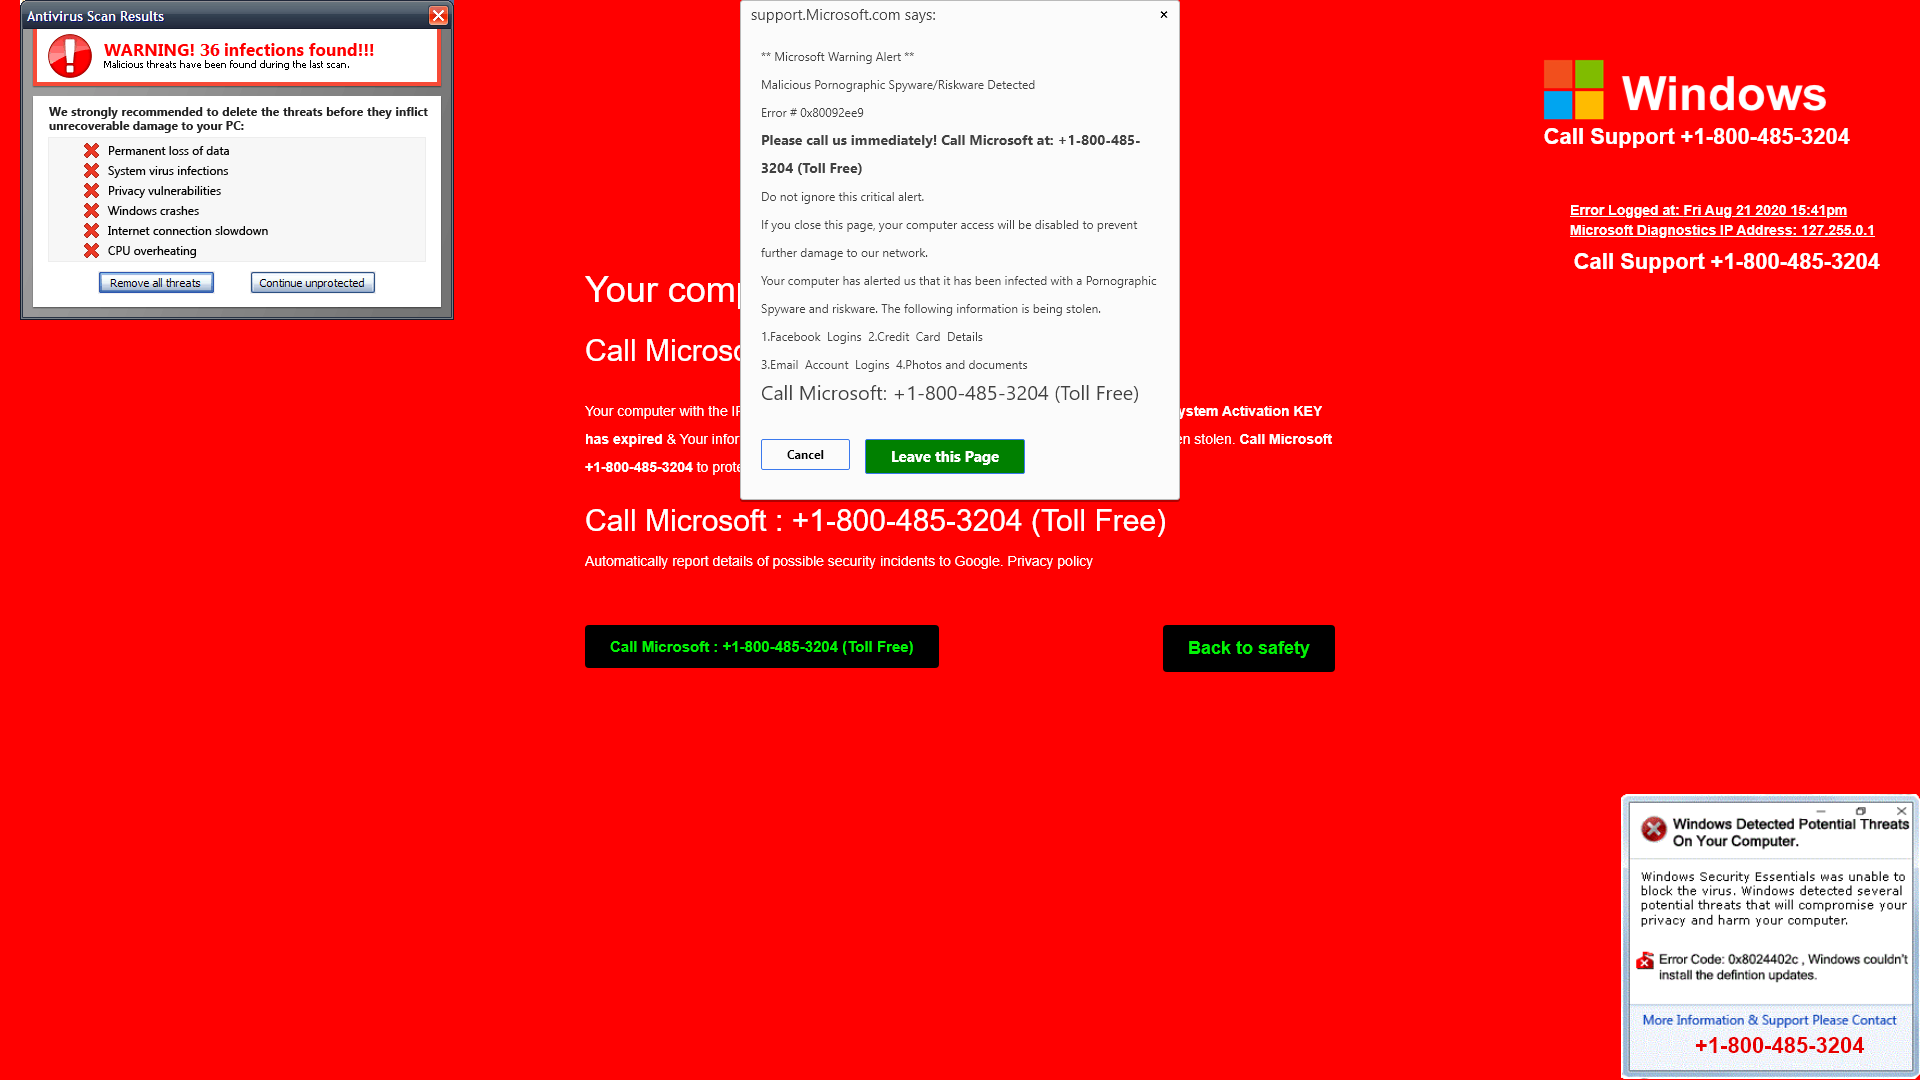 Antivirus Scan Results
WARNING! 36 infections found!!!
Malicious threats have been found during the last scan.
We strongly recommended to delete the threats before they inflict
unrecoverable damage to your PC:
Permanent loss of data
System virus infections
Privacy vulnerabilities
Windows crashes
Internet connection slowdown
CPU overheating
Remove all threats
Continue unprotected
support.Microsoft.com says:
** Microsoft Warning Alert **
Malicious Pornographic Spyware/Riskware Detected
Error # 0x80092ee9
Please call us immediately! Call Microsoft at: +1-800-485-
3204 (Toll Free)
Do not ignore this critical alert.
If you close this page, your computer access will be disabled to prevent
further damage to our network.
Your computer has alerted us that it has been infected with a Pornographic
Spyware and riskware. The following information is being stolen.
1.Facebook Logins 2.Credit Card Details
3.Email Account Logins 4.Photos and documents
Call Microsoft: +1-800-485-3204 (Toll Free)
Cancel
Leave this Page
Windows
Call Support +1-800-485-3204
Error Logged at: Fri Aug 21 2020 15:41pm
Microsoft Diagnostics IP Address: 127.255.0.1
Call Support +1-800-485-3204
Your
Call
Your computer with the Activation KEY
has expired & Your stolen. Call Microsoft
+1-800-485-3204 to
Call Microsoft : +1-800-485-3204 (Toll Free)
Automatically report details of possible security incidents to Google. Privacy policy
Call Microsoft : +1-800-485-3204 (Toll Free)
Back to safety
Windows Detected Potential Threats
On Your Computer.
Windows Security Essentials was unable to
block the virus. Windows detected several
potential threats that will compromise your
privacy and harm your computer.
Error Code: 0x8024402c , Windows couldn't
install the defintion updates.
More Information & Support Please Contact
+1-800-485-3204